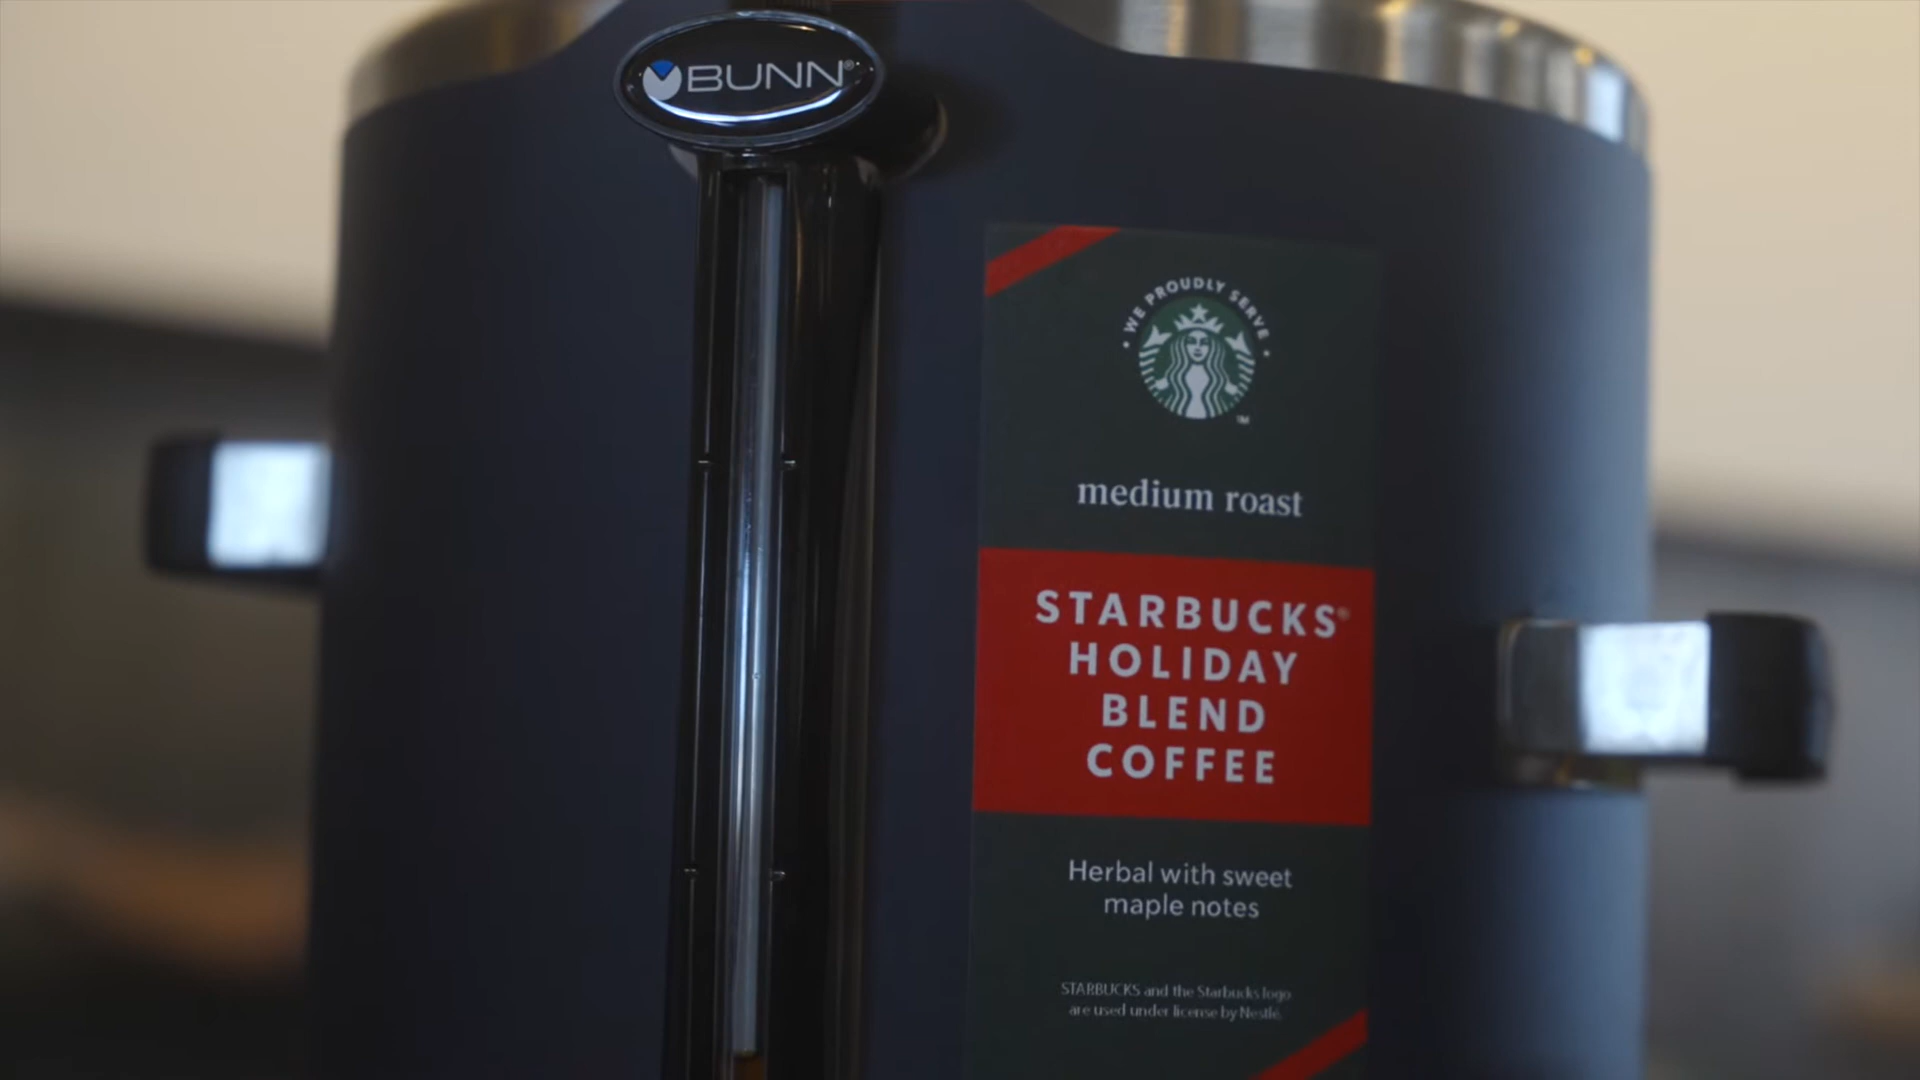 BUNN®
WE PROUDLY SERVE
TM
medium roast
STARBUCKS®
HOLIDAY
BLEND
COFFEE
Herbal with sweet
maple notes
STARBUCKS and the Starbucks logo
are used under license by Nestlé.